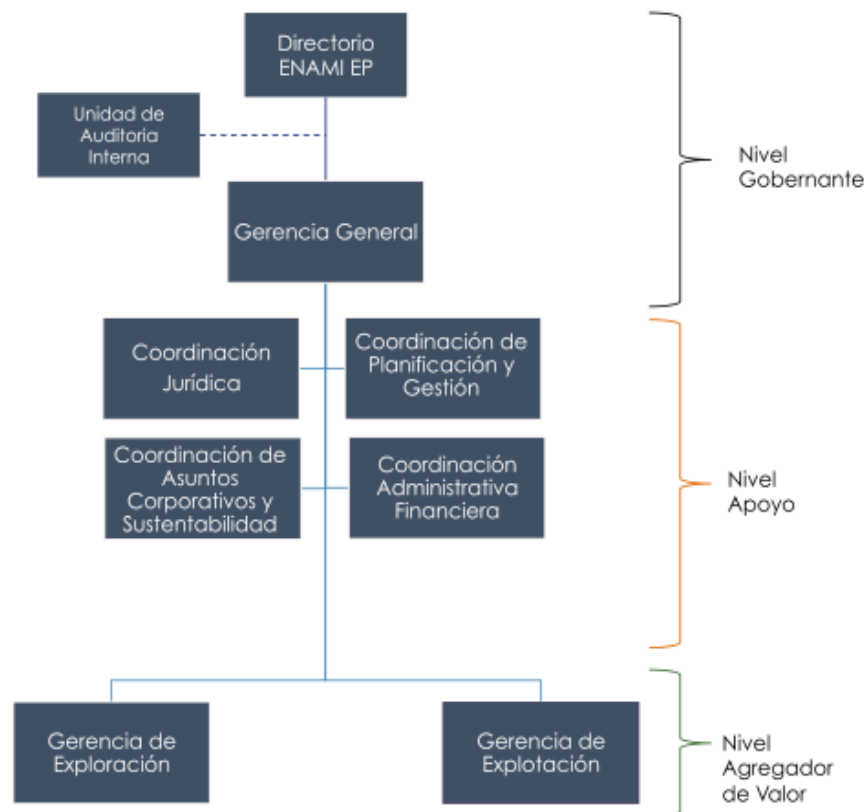 Directorio
ENAMI EP
Unidad de
Auditoria
Interna
Nivel
Gobernante
Gerencia General
Coordinación
Jurídica
Coordinación de
Planificación y
Gestión
Coordinación de
Asuntos
Corporativos y
Sustentabilidad
Coordinación
Administrativa
Financiera
Nivel
Apoyo
Gerencia de
Exploración
Gerencia de
Explotación
Nivel
Agregador
de Valor